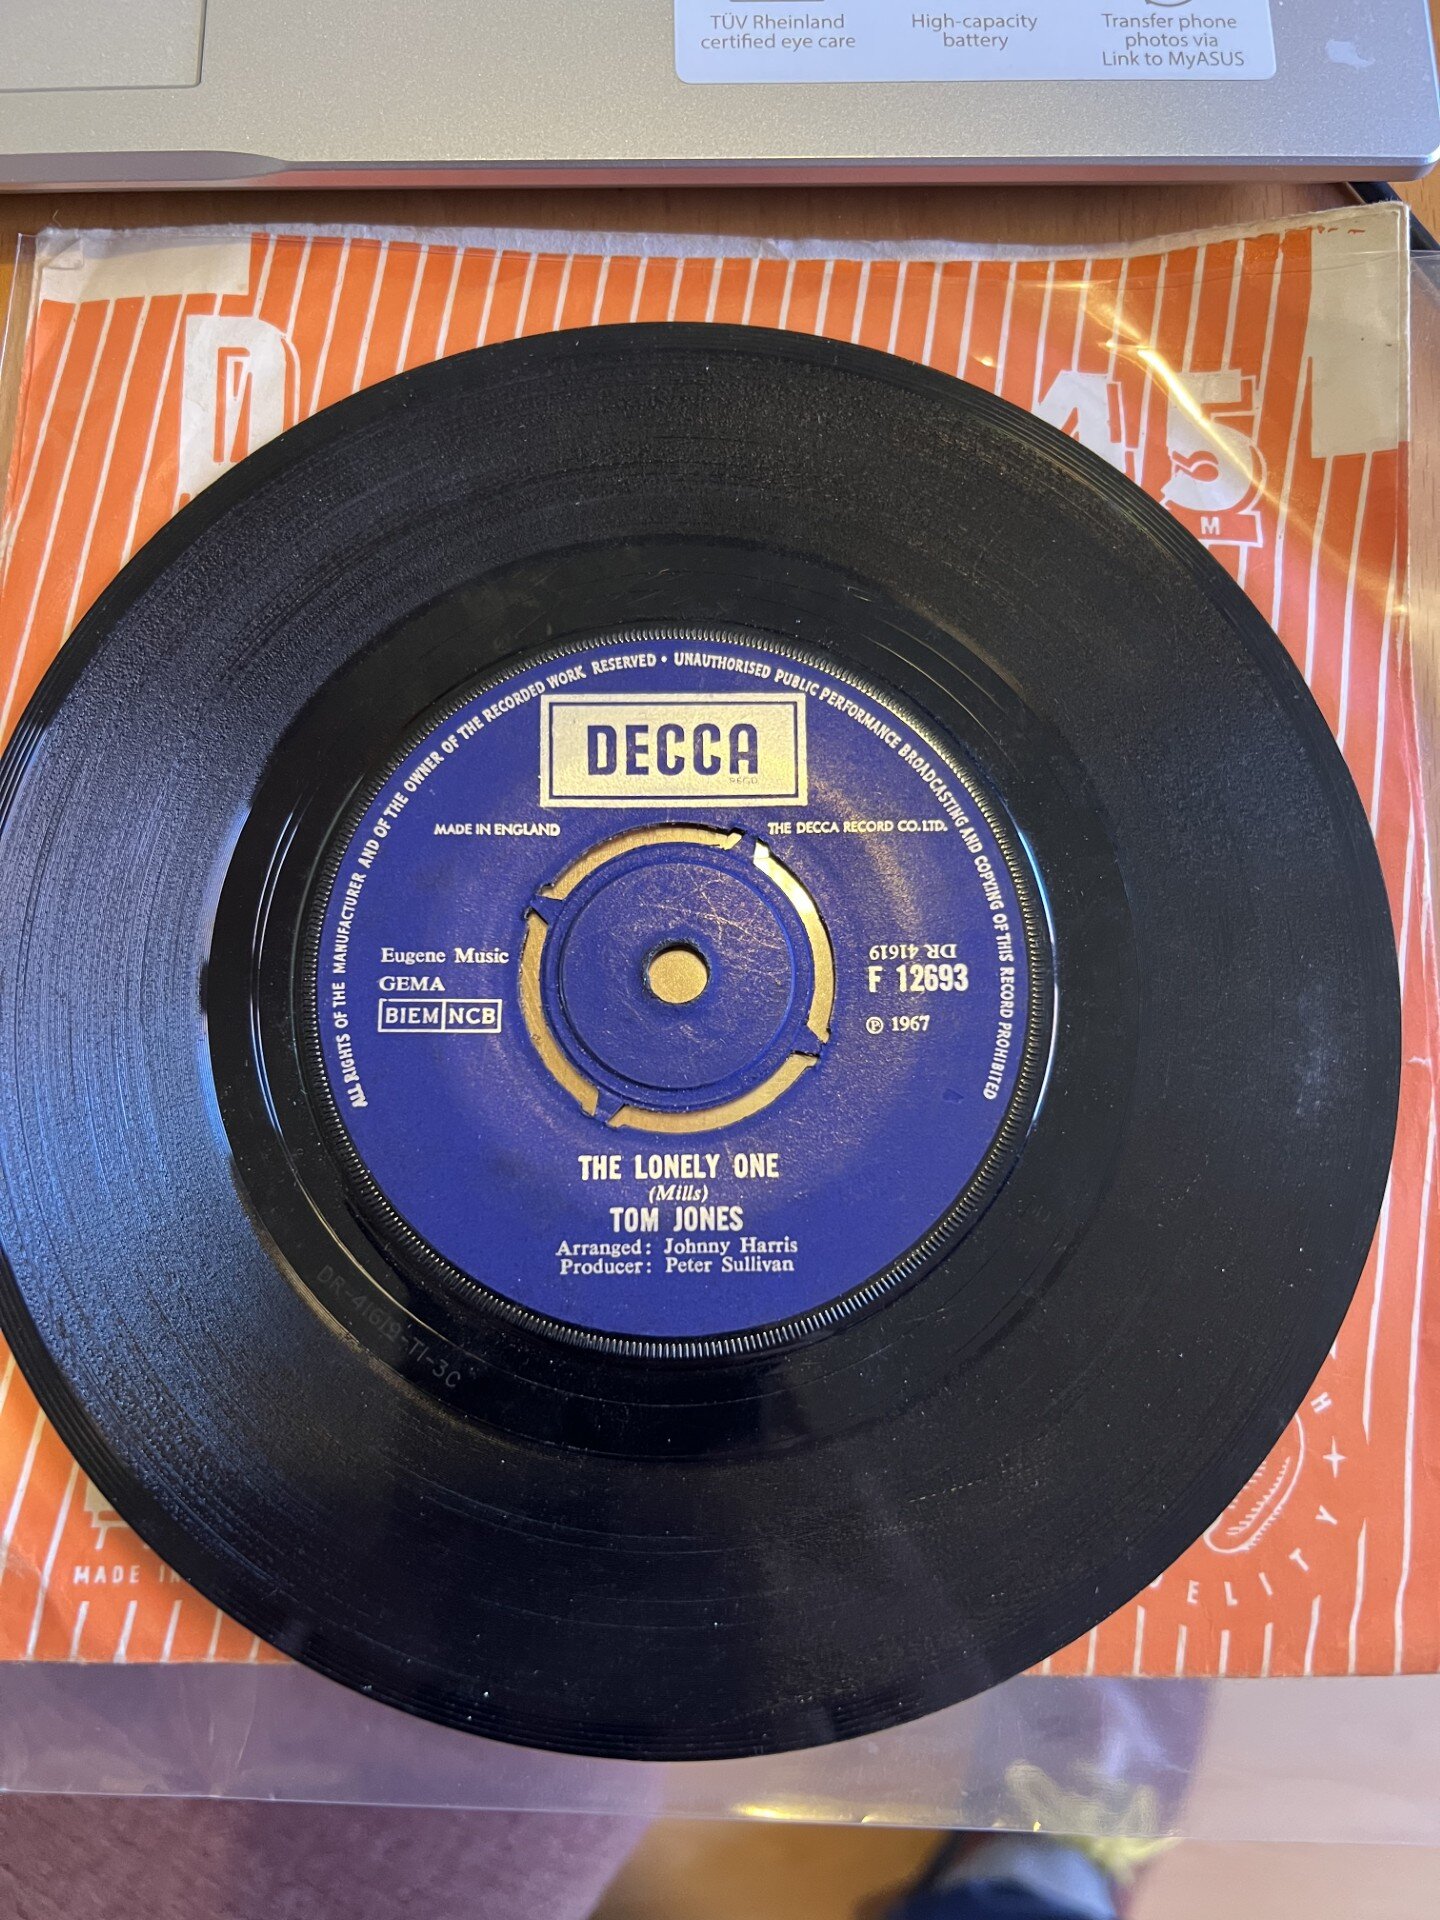 TÜV Rheinland
certified eye care
High-capacity
battery
Transfer phone
photos via
Link to MyASUS
45
M
ALL RIGHTS OF THE MANUFACTURER AND OF THE OWNER OF THE RECORDED WORK RESERVED • UNAUTHORISED PUBLIC PERFORMANCE BROADCASTING AND COPYING OF THIS RECORD PROHIBITED
DECCA
REGD
MADE IN ENGLAND
THE DECCA RECORD CO. LTD.
Eugene Music
GEMA
BIEM NCB
DR 41619
F 12693
℗ 1967
THE LONELY ONE
(Mills)
TOM JONES
Arranged: Johnny Harris
Producer: Peter Sullivan
DR-41619-T1-3C
MADE IN
H
ELITY